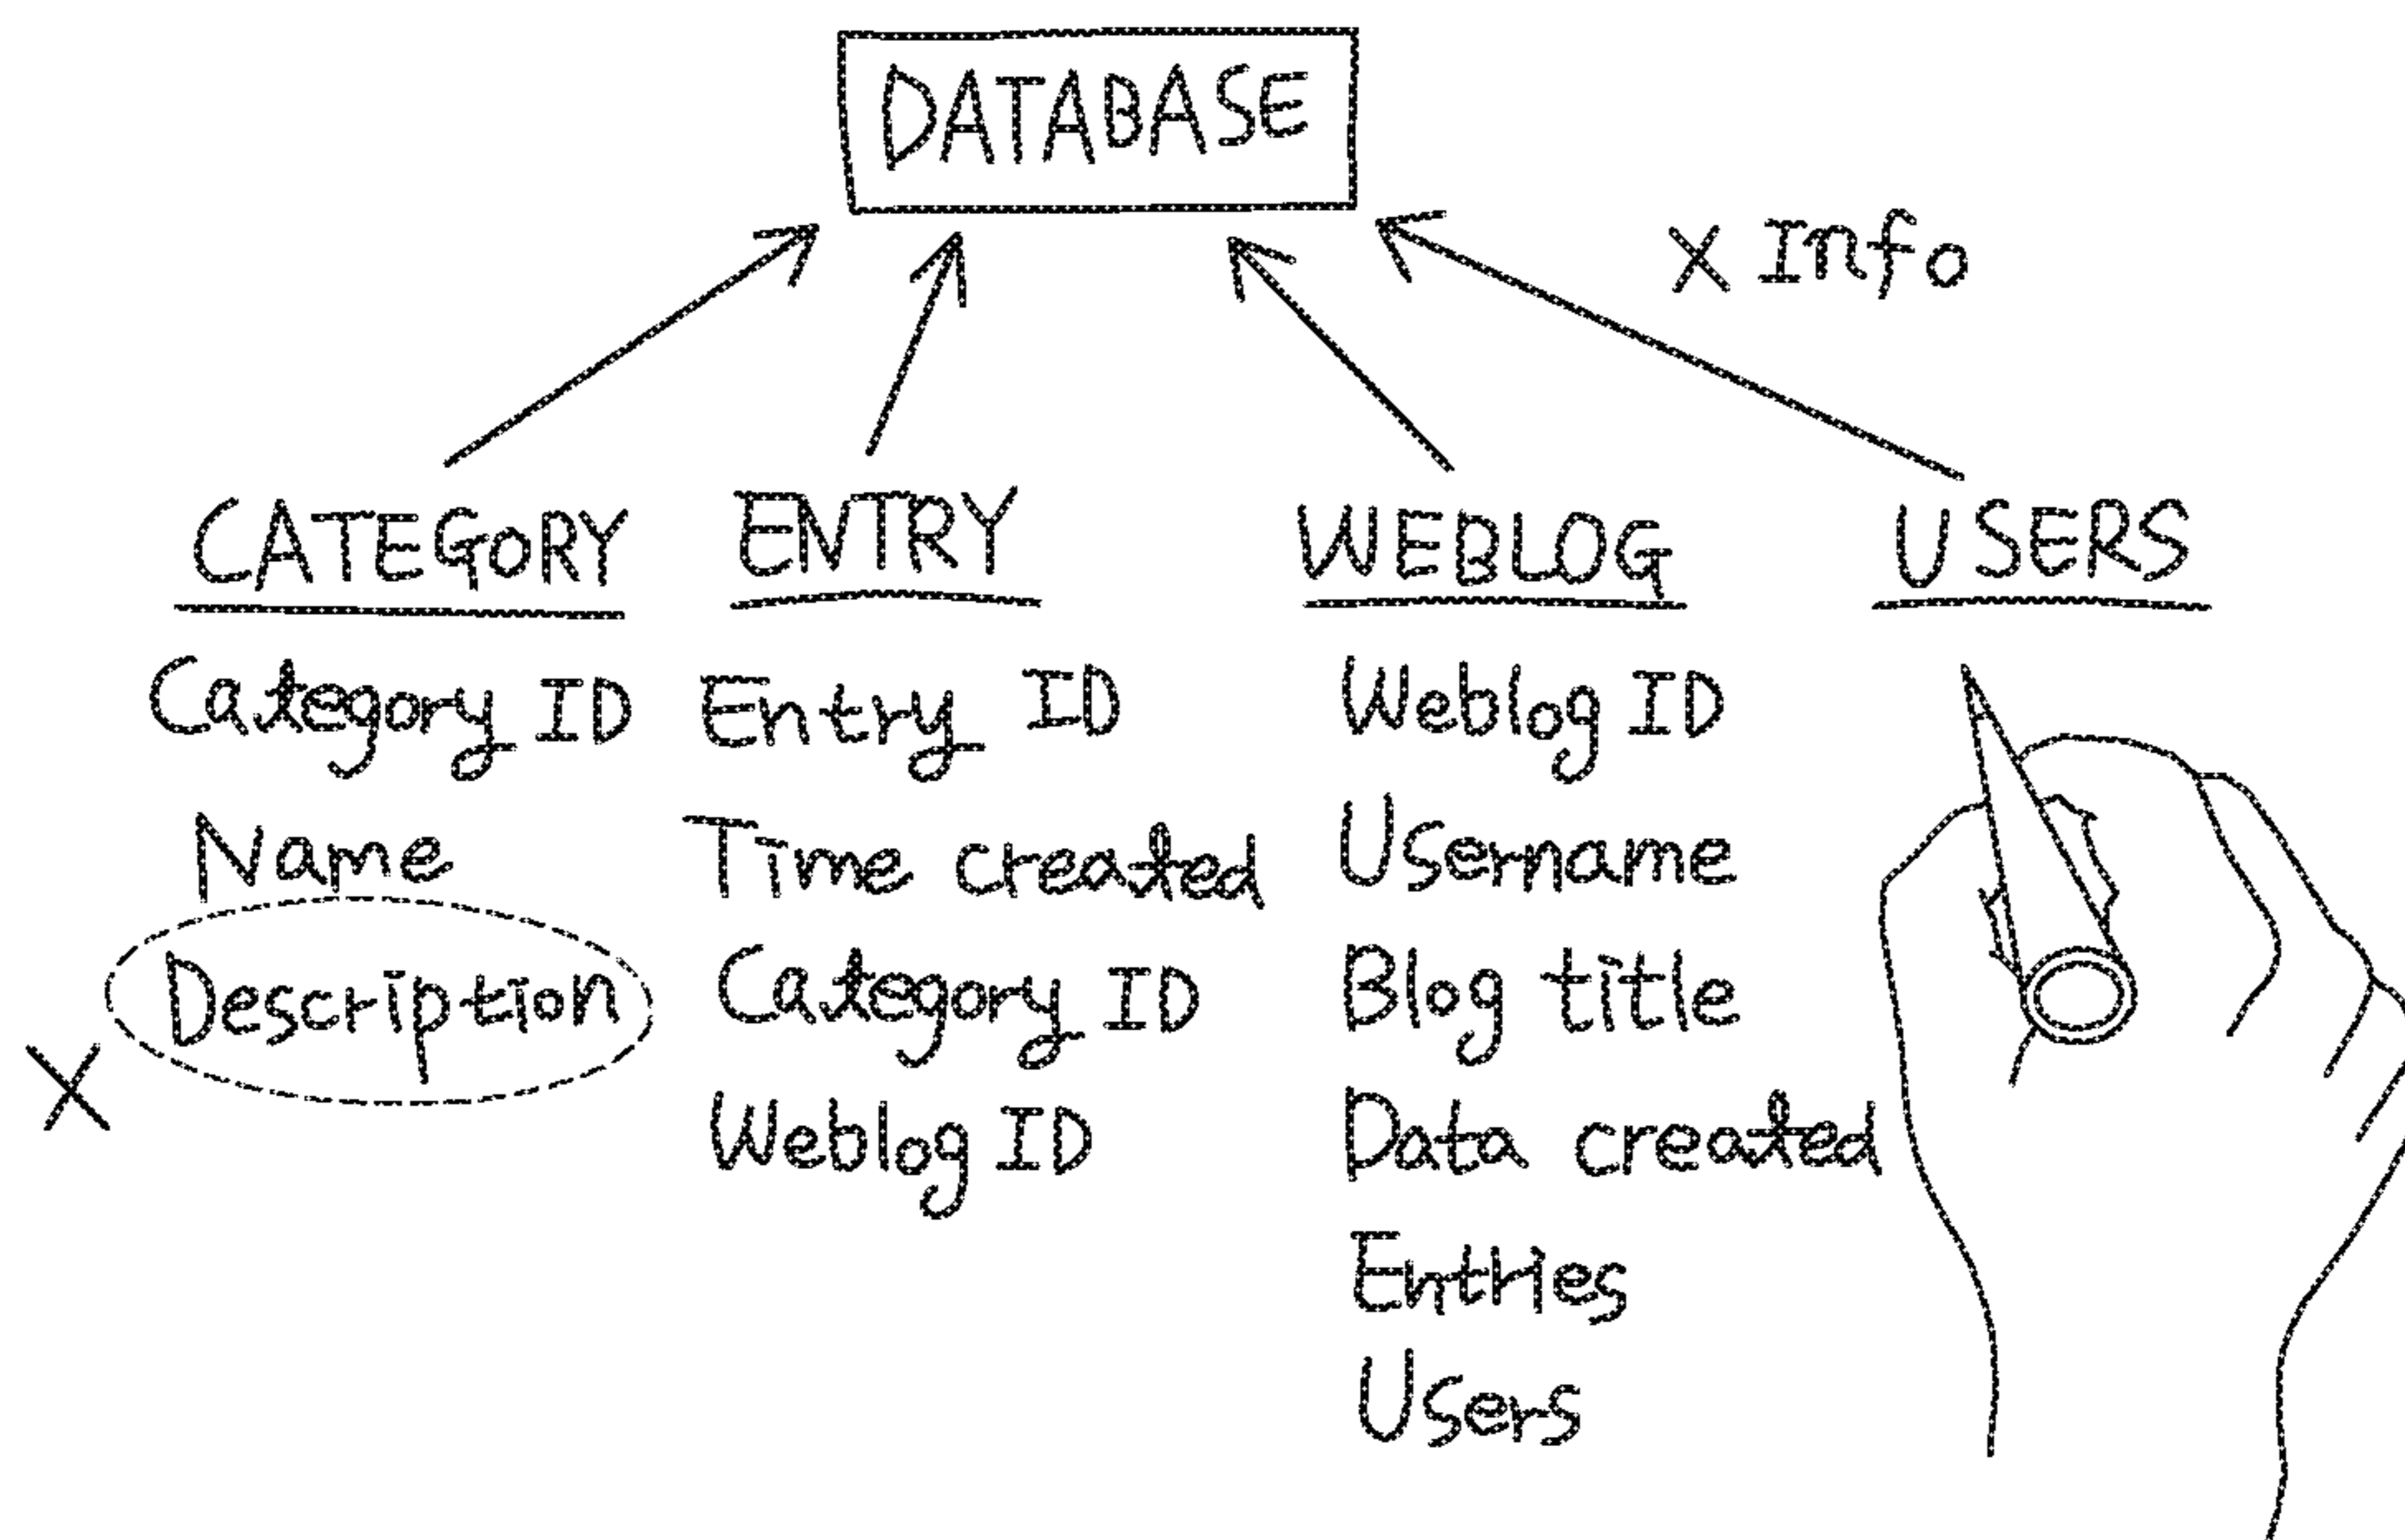 DATABASE
X Info
CATEGORY
Category ID
Name
Description
X
ENTRY
Entry ID
Time created
Category ID
Weblog ID
WEBLOG
Weblog ID
Username
Blog title
Data created
Entries
Users
USERS